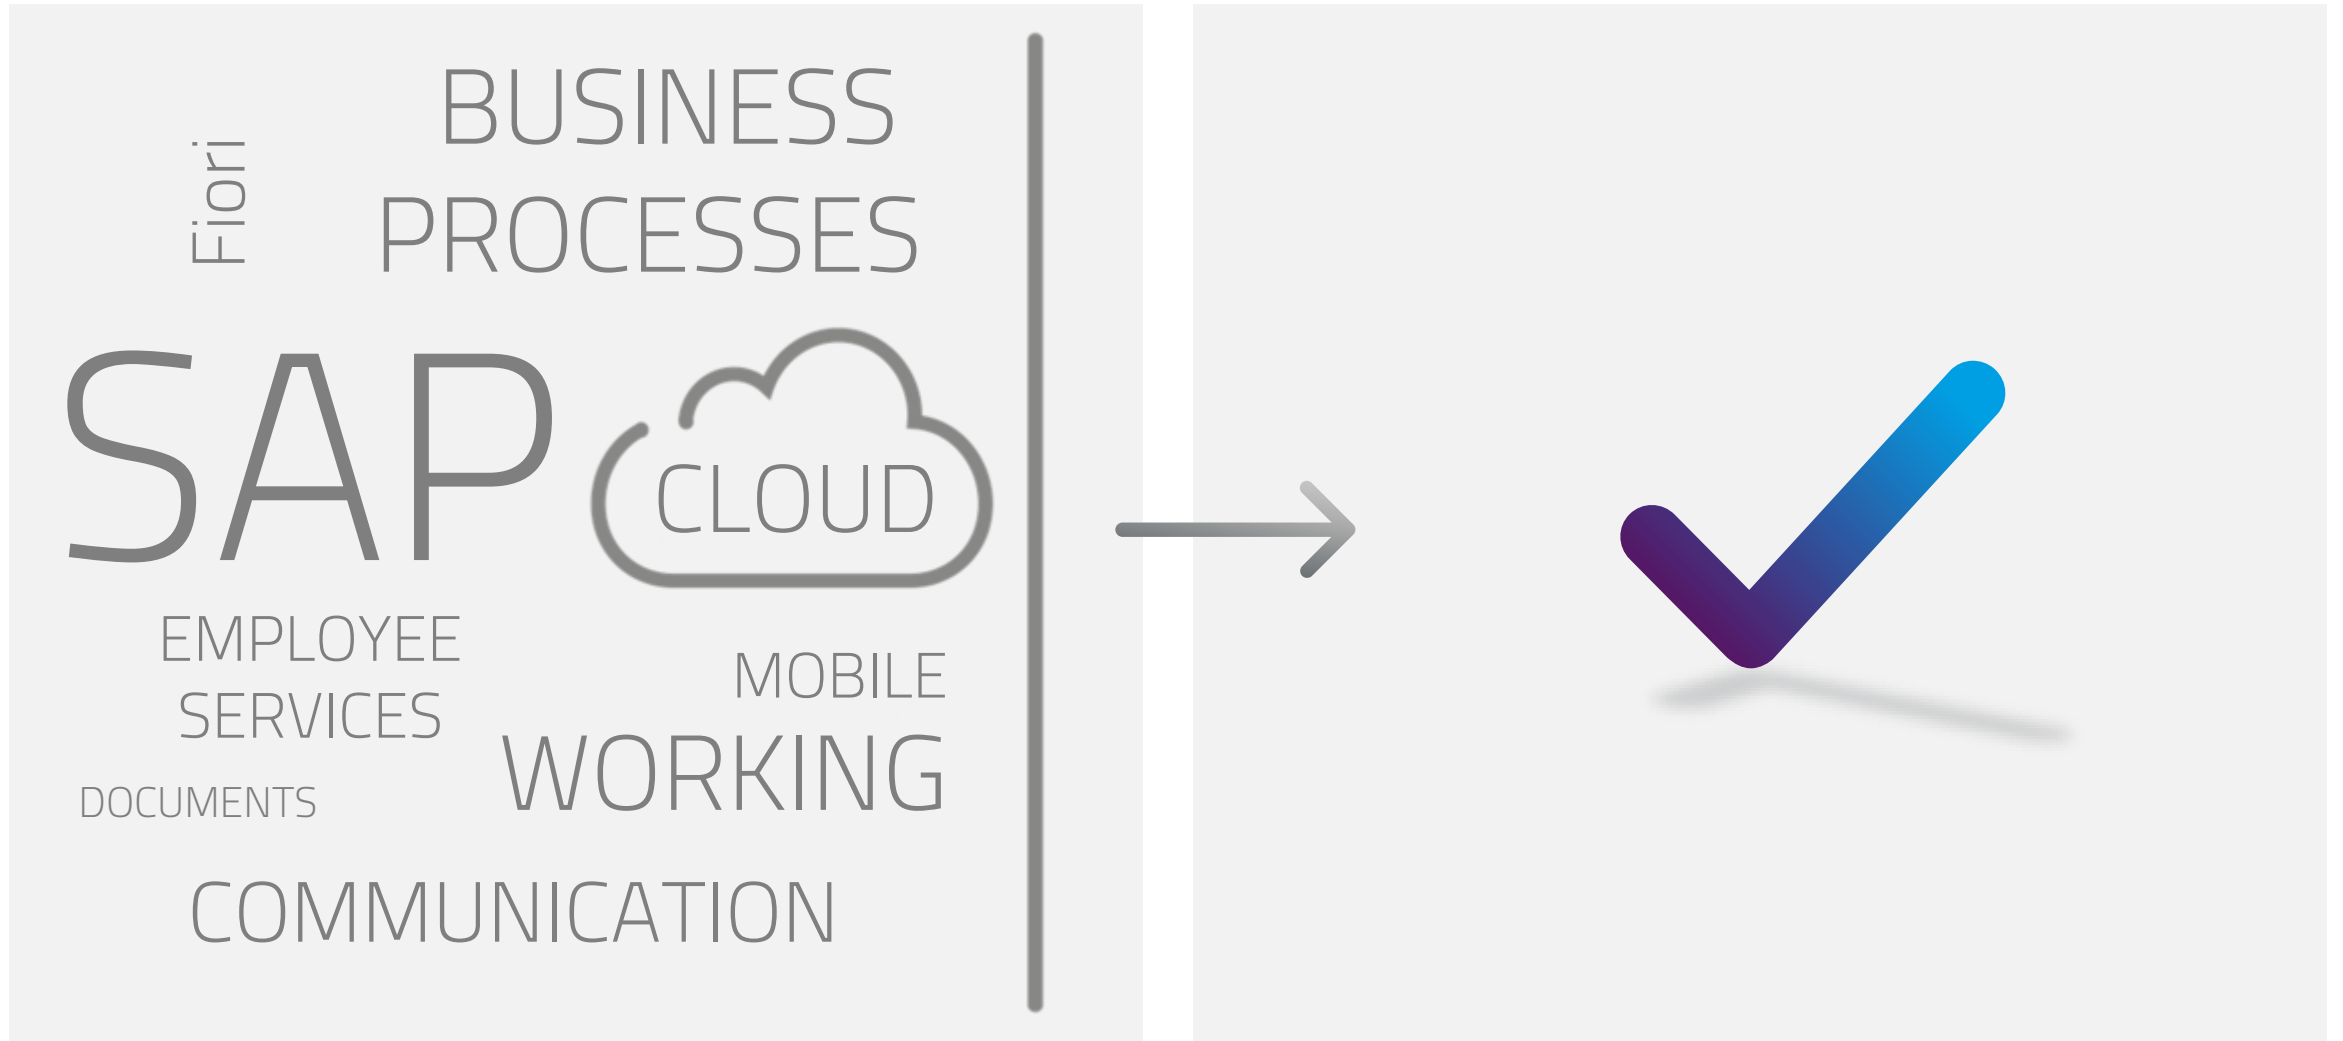 BUSINESS
Fiori
PROCESSES
SAP
CLOUD
EMPLOYEE
MOBILE
SERVICES
WORKING
DOCUMENTS
COMMUNICATION